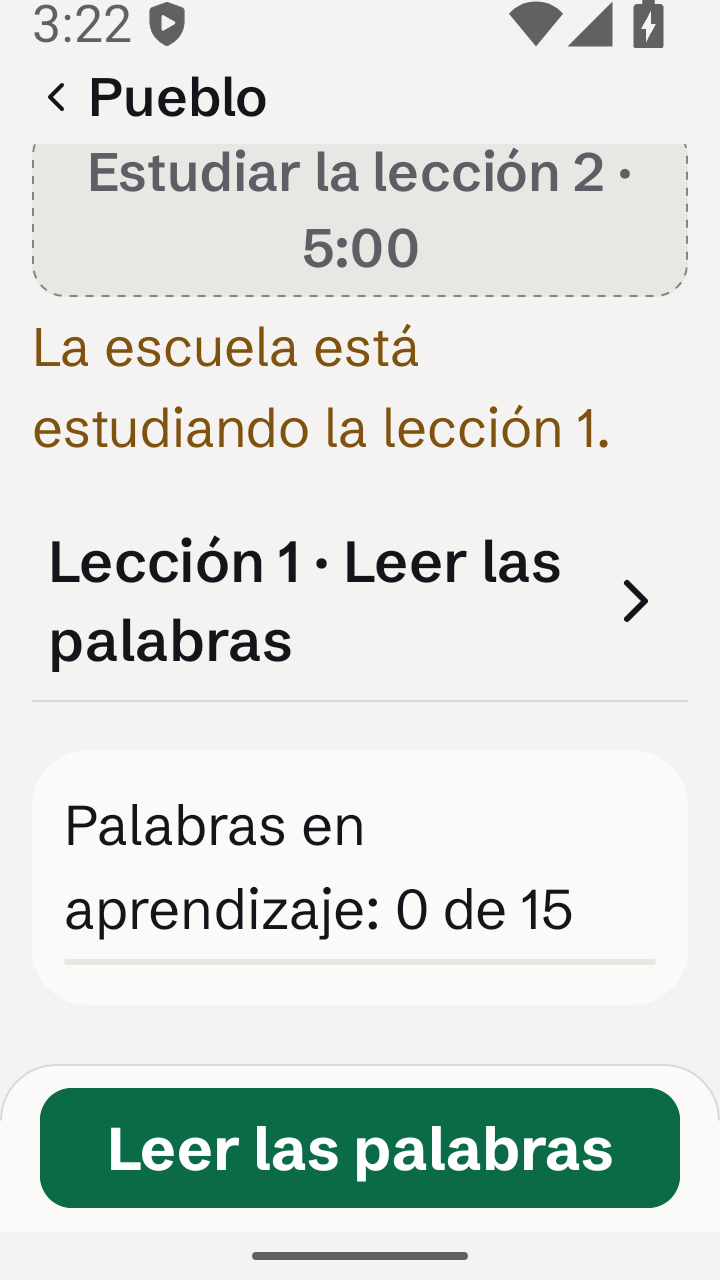 3:22
Pueblo
Estudiar la lección 2 ·
5:00
La escuela está
estudiando la lección 1.
Lección 1 · Leer las
palabras
Palabras en
aprendizaje: 0 de 15
Leer las palabras